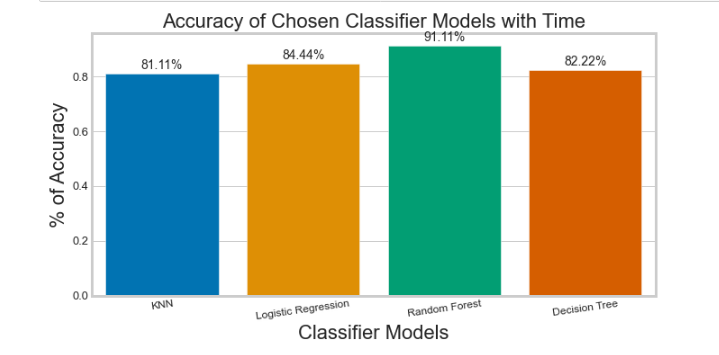 Accuracy of Chosen Classifier Models with Time
91.11%
84.44%
82.22%
81.11%
0.8
0.6
0.4
0.2
0.0
% of Accuracy
KNN
Logistic Regression
Random Forest
Decision Tree
Classifier Models